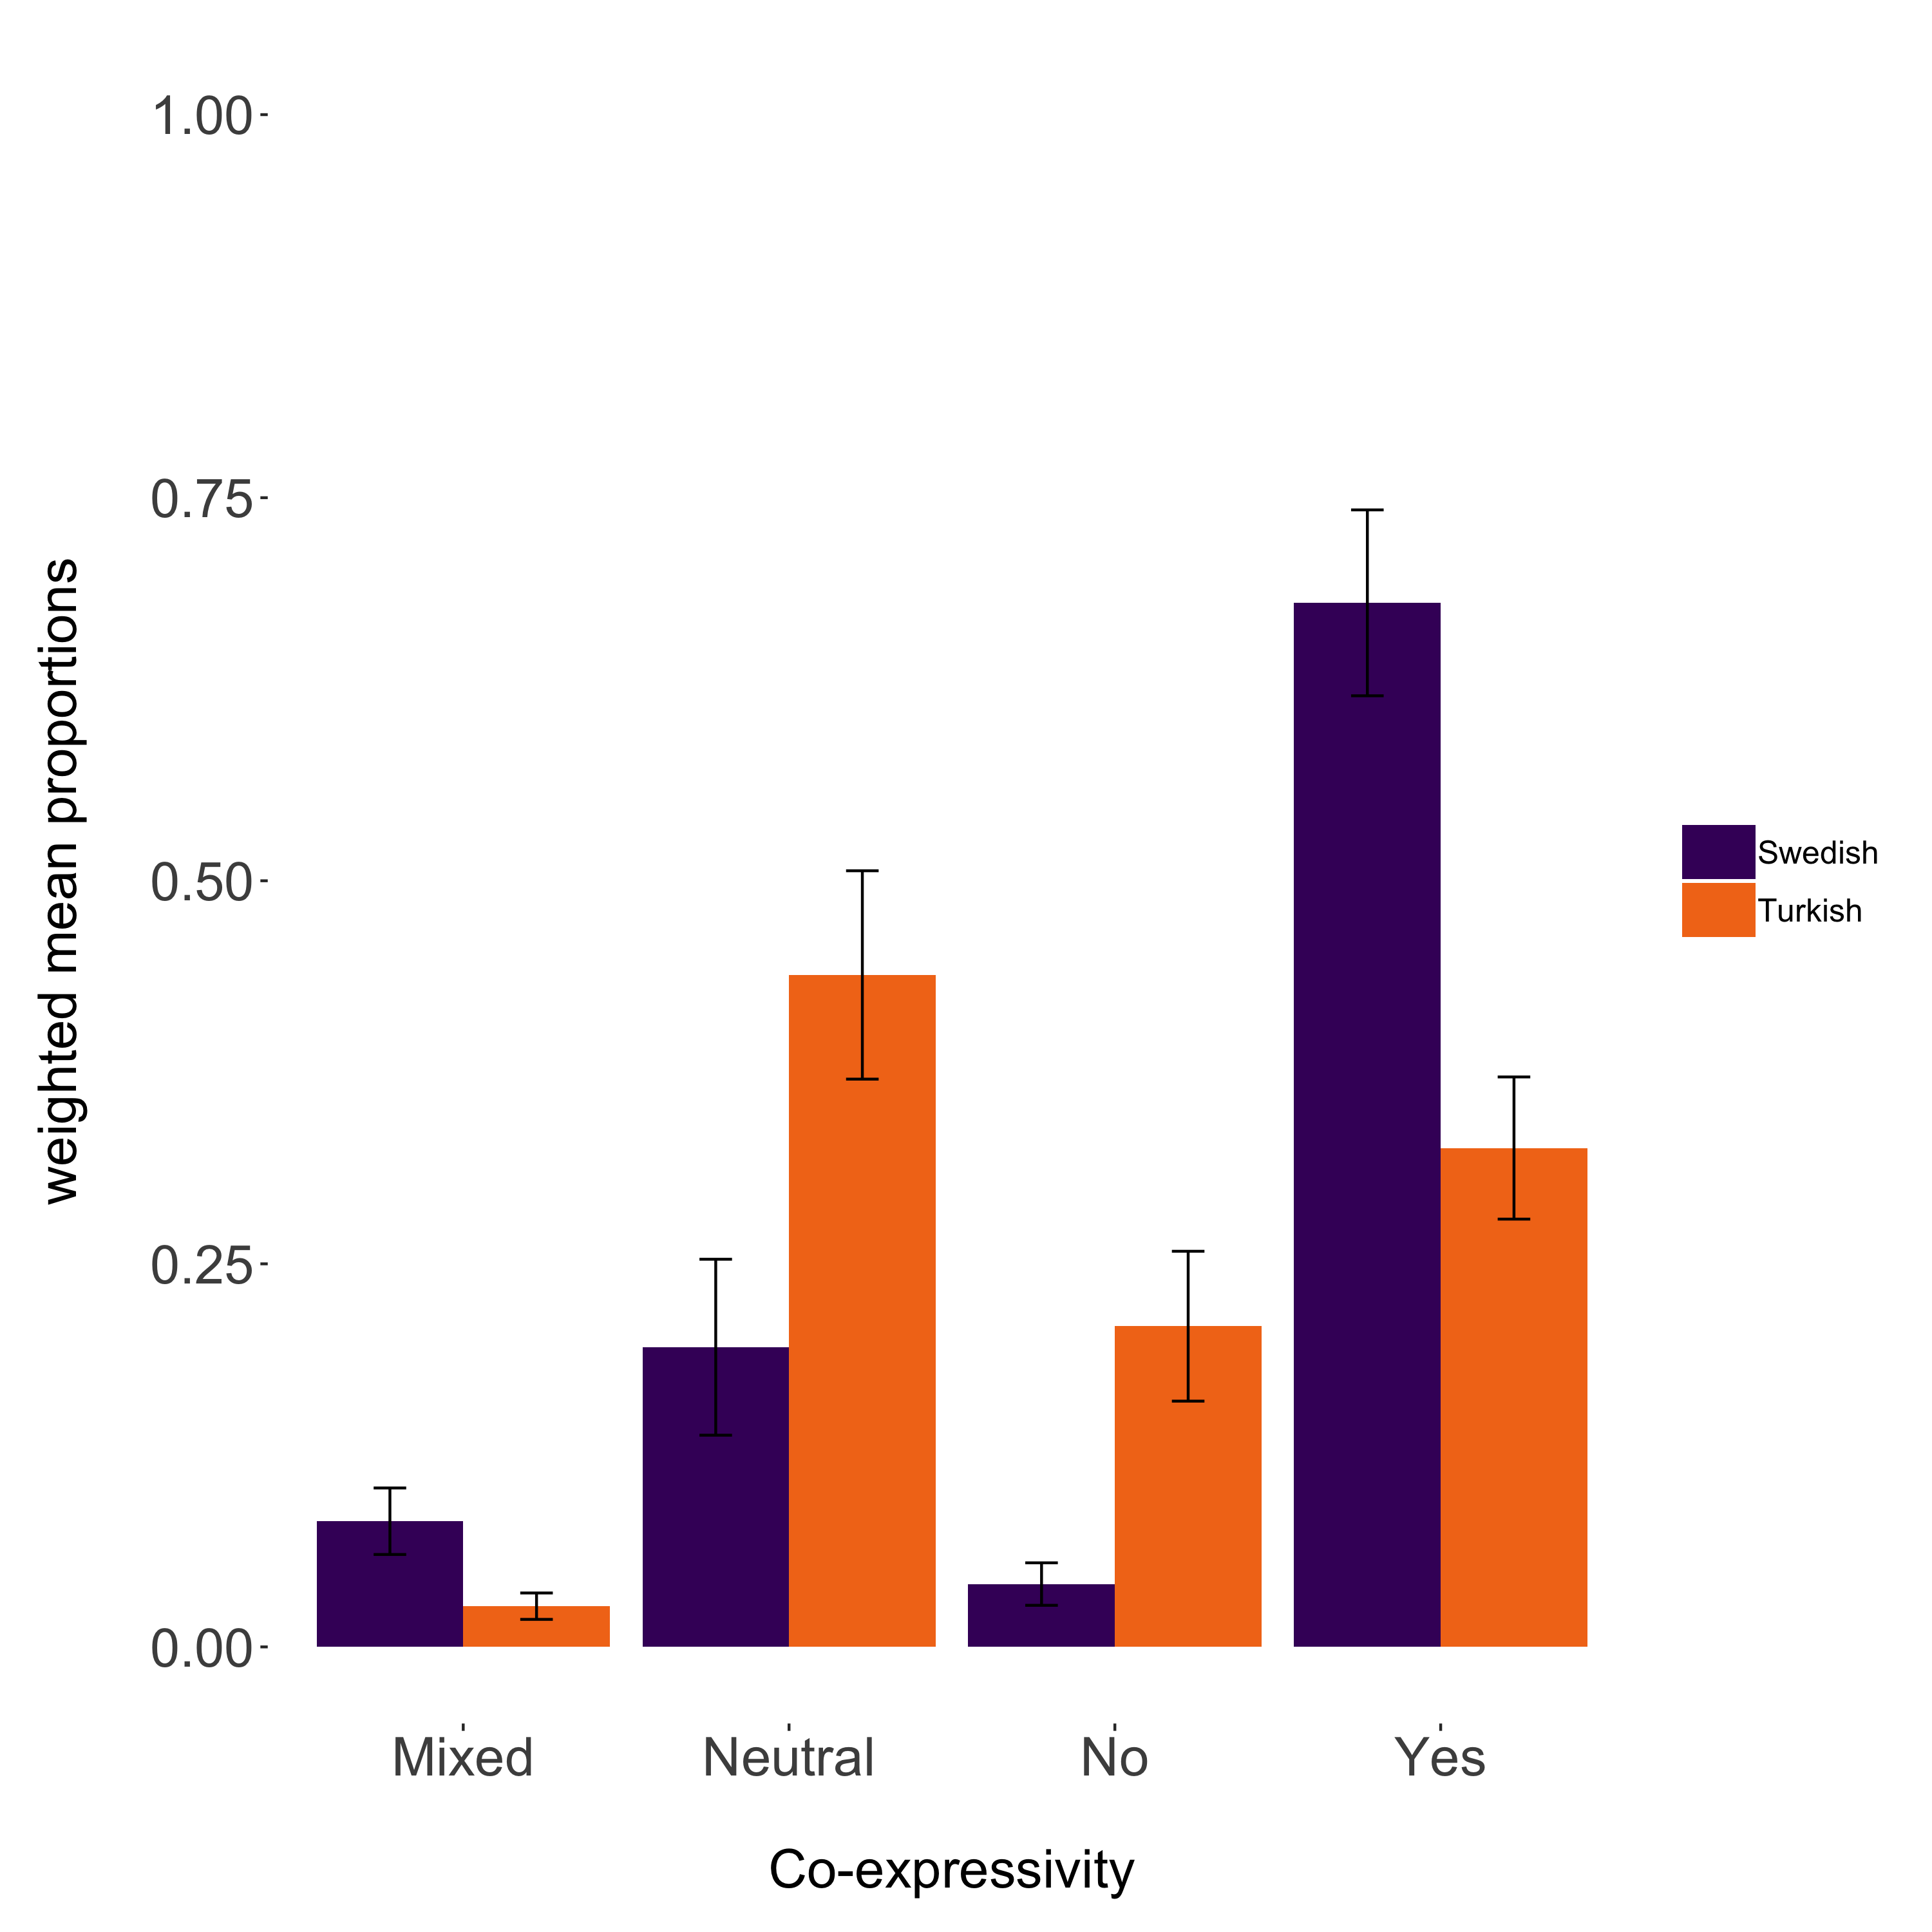 1.00
0.75
0.50
0.25
0.00
weighted mean proportions
Mixed
Neutral
No
Yes
Co-expressivity
Swedish
Turkish